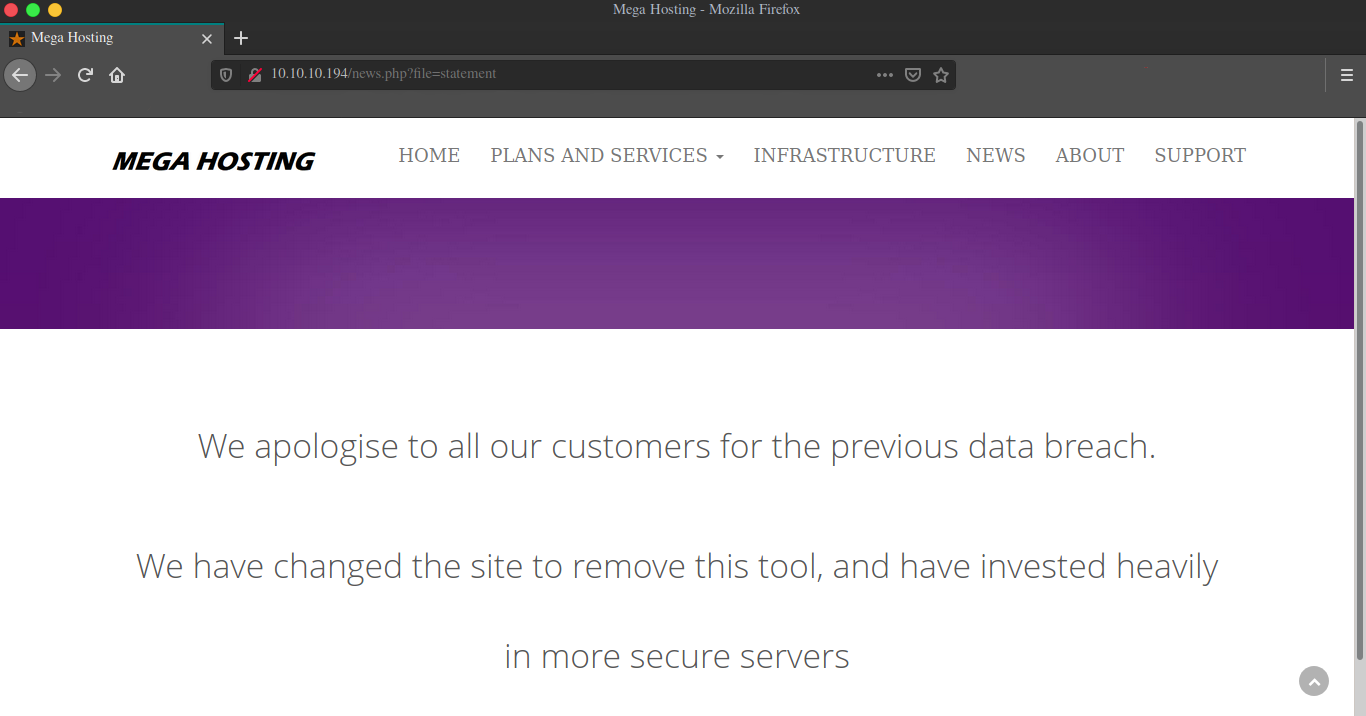 Mega Hosting - Mozilla Firefox
Mega Hosting
10.10.10.194/news.php?file=statement
MEGA HOSTING HOME PLANS AND SERVICES INFRASTRUCTURE NEWS ABOUT SUPPORT
We apologise to all our customers for the previous data breach.
We have changed the site to remove this tool, and have invested heavily
in more secure servers